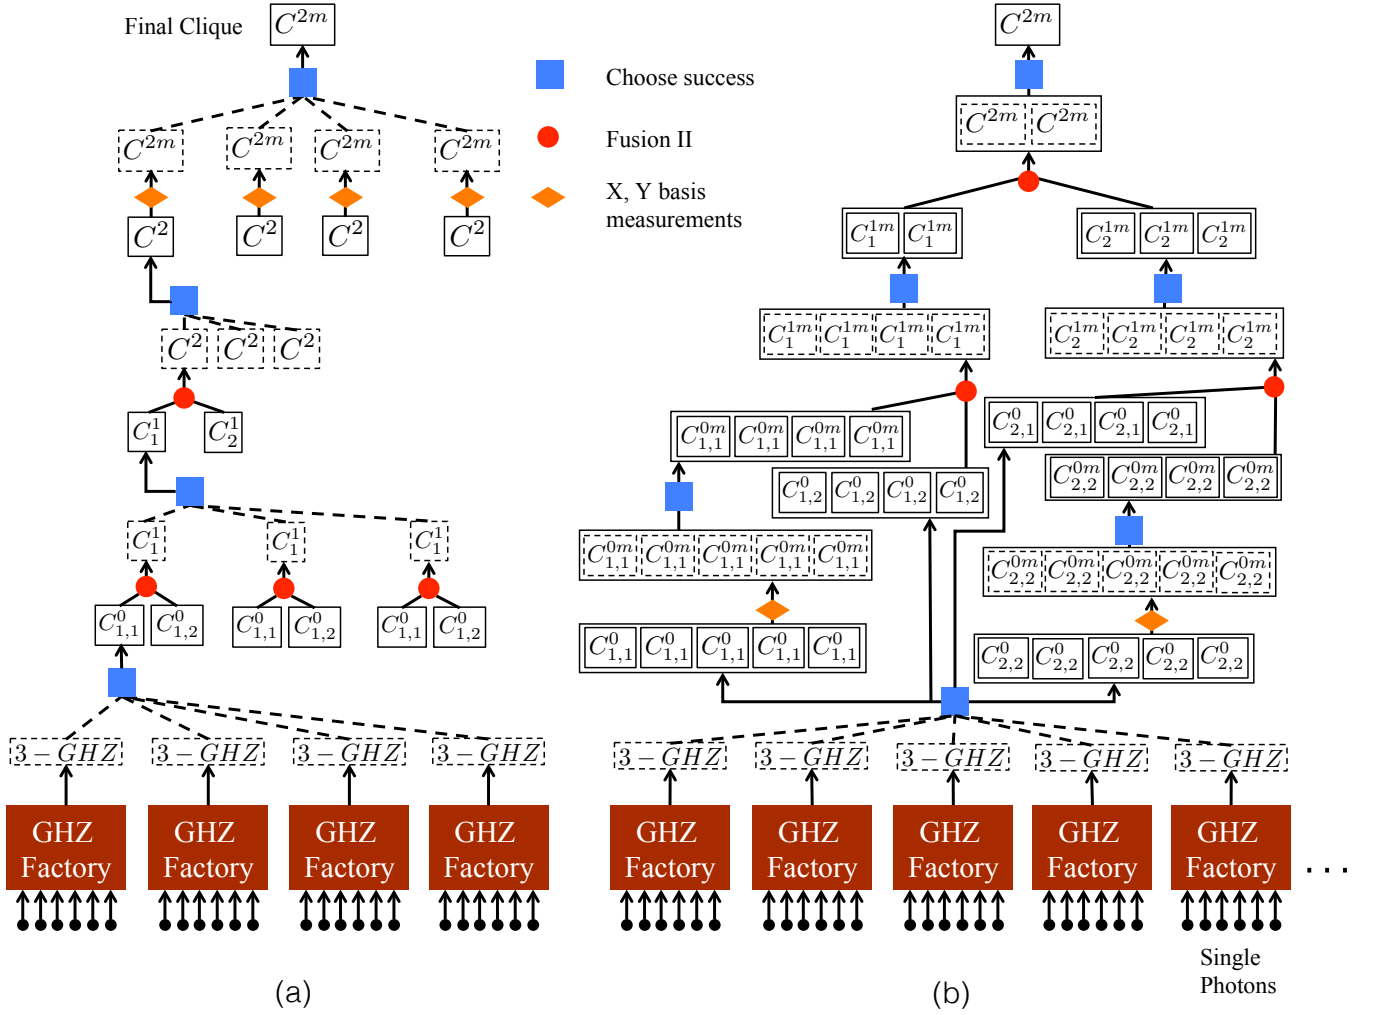 Final Clique
C^{2m}
C^{2m} C^{2m} C^{2m} C^{2m}
C^2 C^2 C^2 C^2
C^2 C^2 C^2
C_1^1 C_2^1
C_1^1 C_1^1 C_1^1
C_{1,1}^0 C_{1,2}^0 C_{1,1}^0 C_{1,2}^0 C_{1,1}^0 C_{1,2}^0
3-GHZ 3-GHZ 3-GHZ 3-GHZ
GHZ GHZ GHZ GHZ
Factory Factory Factory Factory
(a)
Choose success
Fusion II
X, Y basis
measurements
C^{2m}
C^{2m} C^{2m}
C_1^{1m} C_1^{1m}
C_2^{1m} C_2^{1m} C_2^{1m}
C_1^{1m} C_1^{1m} C_1^{1m} C_1^{1m}
C_2^{1m} C_2^{1m} C_2^{1m} C_2^{1m}
C_{1,1}^{0m} C_{1,1}^{0m} C_{1,1}^{0m} C_{1,1}^{0m}
C_{2,1}^0 C_{2,1}^0 C_{2,1}^0 C_{2,1}^0
C_{1,2}^0 C_{1,2}^0 C_{1,2}^0 C_{1,2}^0
C_{2,2}^{0m} C_{2,2}^{0m} C_{2,2}^{0m} C_{2,2}^{0m}
C_{1,1}^{0m} C_{1,1}^{0m} C_{1,1}^{0m} C_{1,1}^{0m} C_{1,1}^{0m}
C_{2,2}^{0m} C_{2,2}^{0m} C_{2,2}^{0m} C_{2,2}^{0m} C_{2,2}^{0m}
C_{1,1}^0 C_{1,1}^0 C_{1,1}^0 C_{1,1}^0 C_{1,1}^0
C_{2,2}^0 C_{2,2}^0 C_{2,2}^0 C_{2,2}^0 C_{2,2}^0
3-GHZ 3-GHZ 3-GHZ 3-GHZ 3-GHZ
GHZ GHZ GHZ GHZ GHZ
Factory Factory Factory Factory Factory
...
Single
Photons
(b)